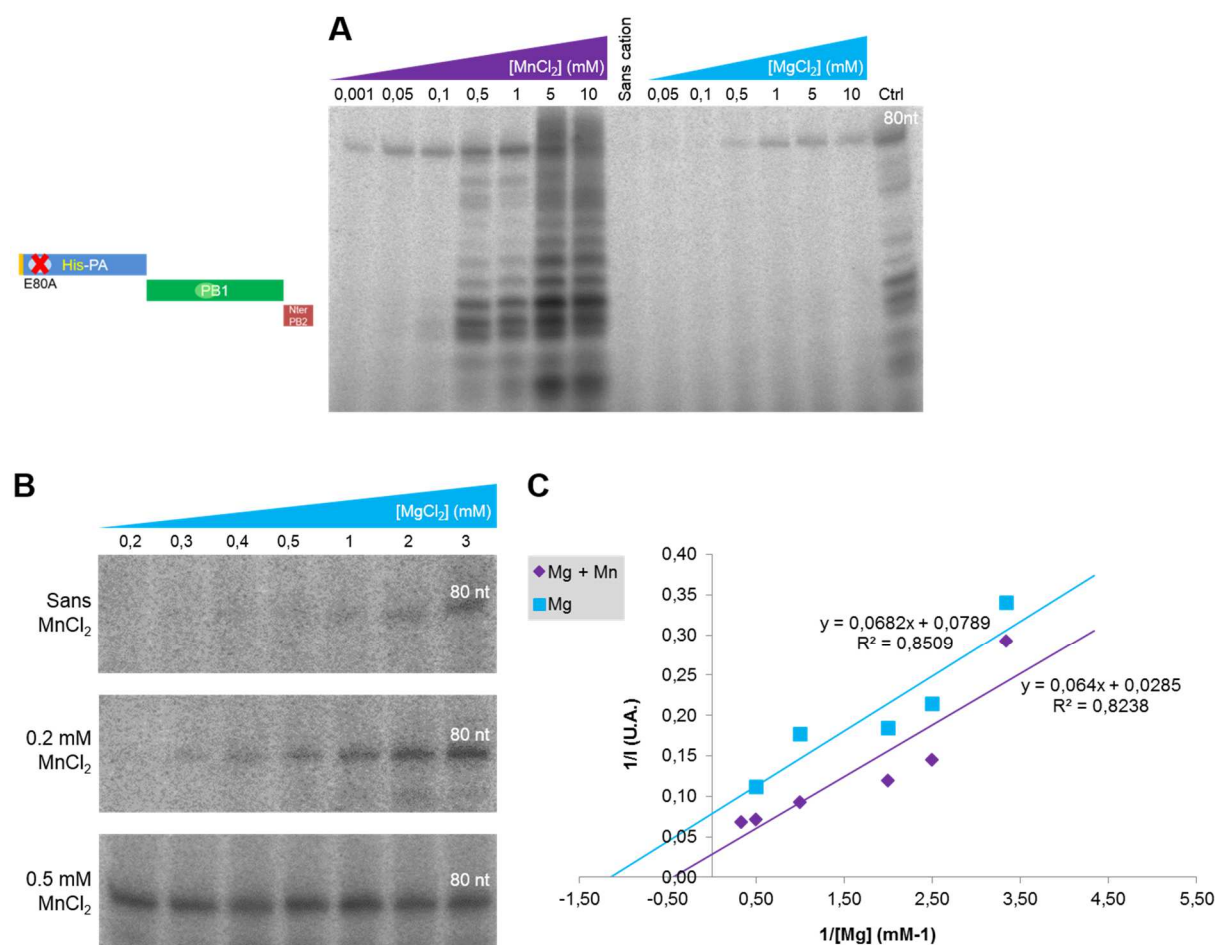 A
[MnCl2] (mM)
Sans cation
[MgCl2] (mM)
0,001 0,05 0,1 0,5 1 5 10 0,05 0,1 0,5 1 5 10 Ctrl
80nt
His-PA
E80A
PB1
Nter
PB2
B
[MgCl2] (mM)
0,2 0,3 0,4 0,5 1 2 3
Sans
MnCl2
80 nt
0.2 mM
MnCl2
80 nt
0.5 mM
MnCl2
80 nt
C
Mg + Mn
Mg
0,40
0,35
0,30
0,25
0,20
0,15
0,10
0,05
0,00
1/I (U.A.)
y = 0,0682x + 0,0789
R² = 0,8509
y = 0,064x + 0,0285
R² = 0,8238
-1,50 -0,50 0,50 1,50 2,50 3,50 4,50 5,50
1/[Mg] (mM-1)